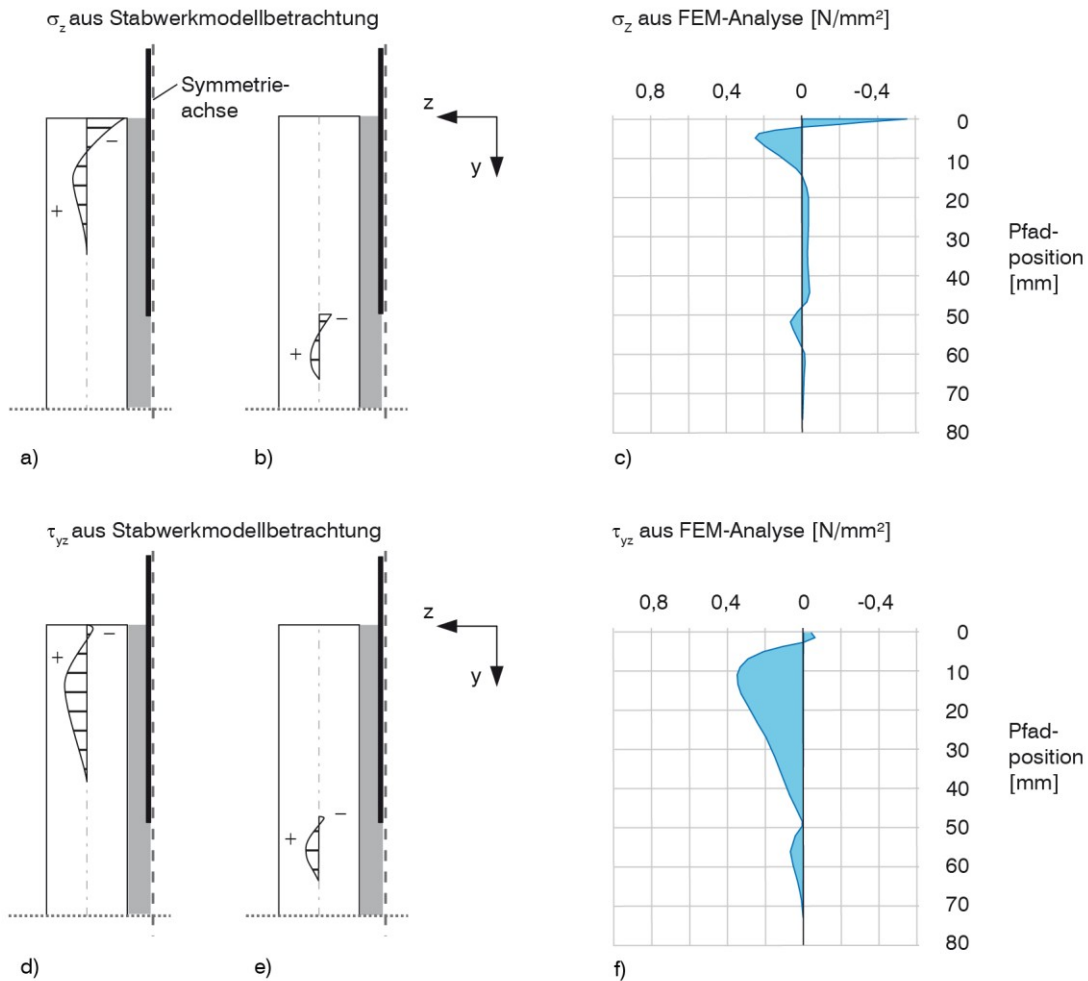 σz aus Stabwerkmodellbetrachtung
σz aus FEM-Analyse [N/mm²]
Symmetrie-
achse
z
y
0,8 0,4 0 -0,4
0
10
20
30
40
50
60
70
80
Pfad-
position
[mm]
−
+
−
+
a)
b)
c)
τyz aus Stabwerkmodellbetrachtung
τyz aus FEM-Analyse [N/mm²]
z
y
0,8 0,4 0 -0,4
0
10
20
30
40
50
60
70
80
Pfad-
position
[mm]
−
+
−
+
d)
e)
f)